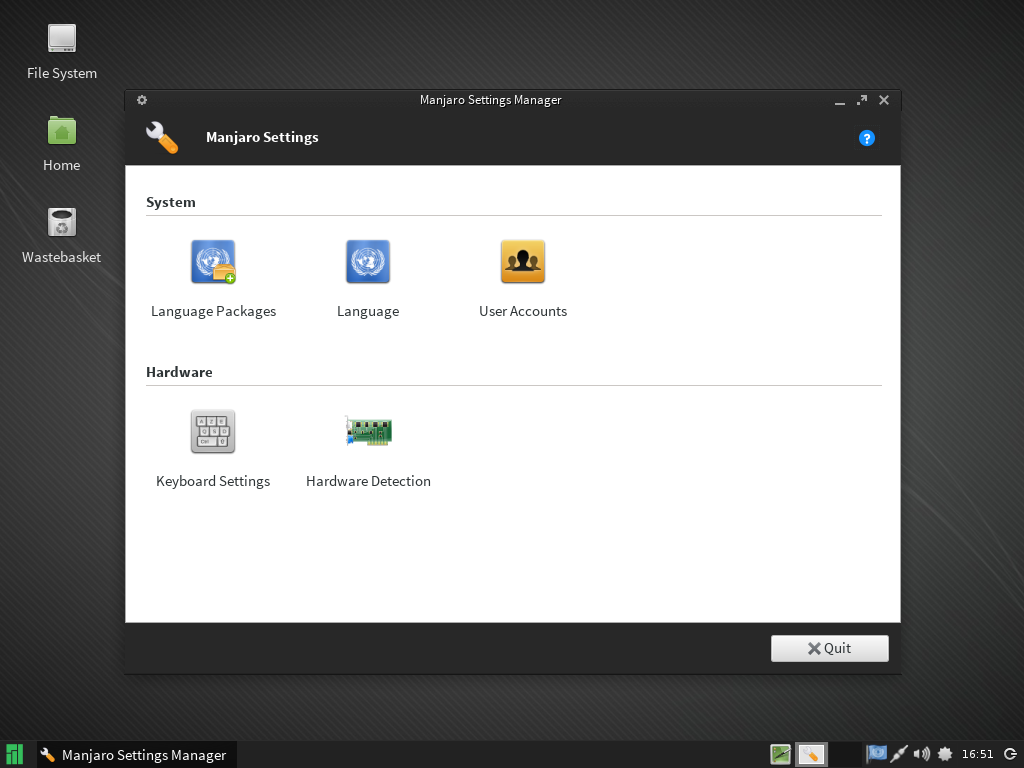 File System
Home
Wastebasket
Manjaro Settings Manager
Manjaro Settings
?
System
Language Packages
Language
User Accounts
Hardware
Keyboard Settings
Hardware Detection
Quit
Manjaro Settings Manager
16:51